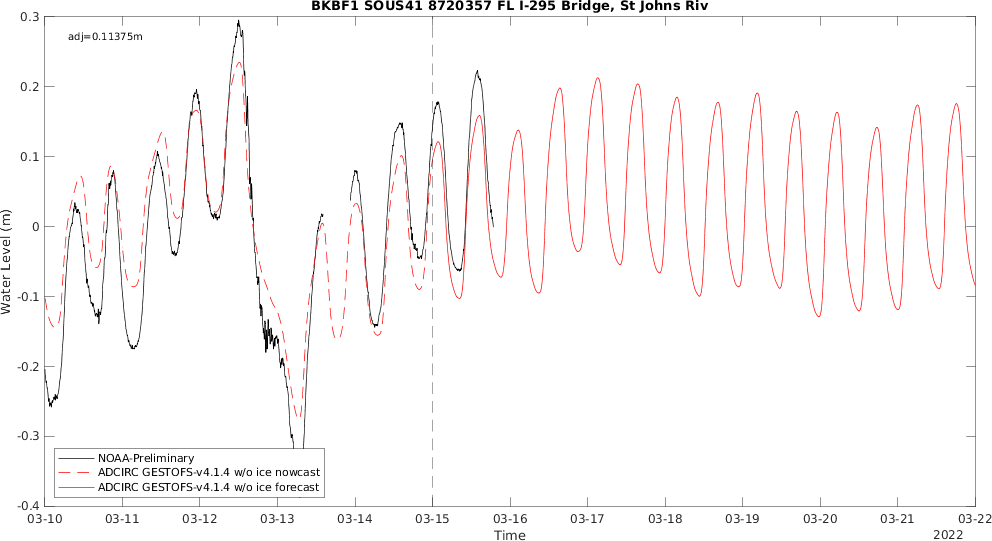 BKBF1 SOUS41 8720357 FL I-295 Bridge, St Johns Riv
adj=0.11375m
0.3
0.2
0.1
0
-0.1
-0.2
-0.3
-0.4
Water Level (m)
NOAA-Preliminary
ADCIRC GESTOFS-v4.1.4 w/o ice nowcast
ADCIRC GESTOFS-v4.1.4 w/o ice forecast
03-10 03-11 03-12 03-13 03-14 03-15 03-16 03-17 03-18 03-19 03-20 03-21 03-22
Time
2022